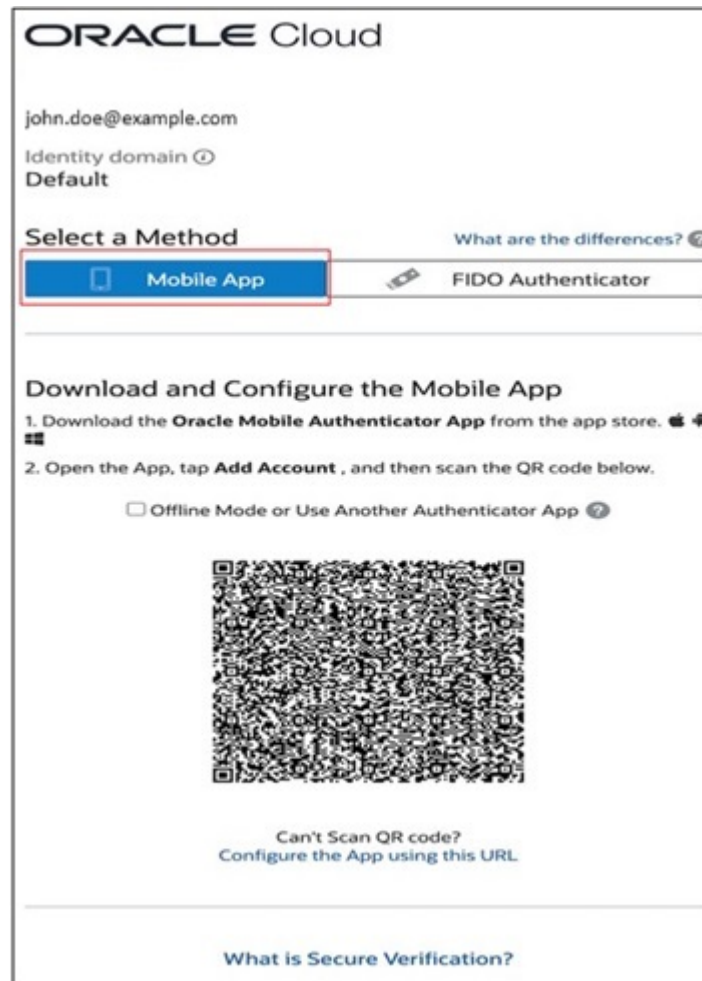 ORACLE Cloud
john.doe@example.com
Identity domain
Default
Select a Method
What are the differences?
Mobile App
FIDO Authenticator
Download and Configure the Mobile App
1. Download the Oracle Mobile Authenticator App from the app store.
2. Open the App, tap Add Account , and then scan the QR code below.
Offline Mode or Use Another Authenticator App
Can't Scan QR code?
Configure the App using this URL
What is Secure Verification?